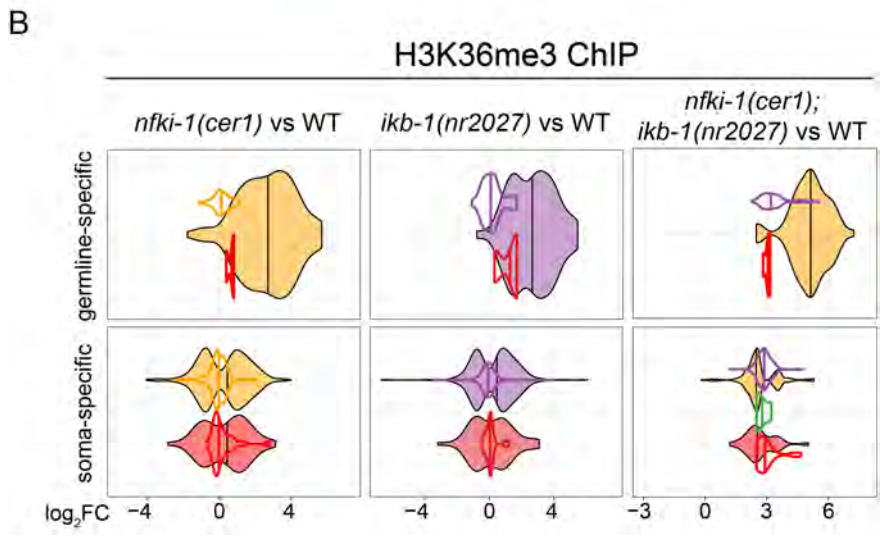 B
H3K36me3 ChIP
nfki-1(cer1) vs WT
ikb-1(nr2027) vs WT
nfki-1(cer1);
ikb-1(nr2027) vs WT
germline-specific
soma-specific
log₂FC
−4 0 4
−4 0 4
−3 0 3 6